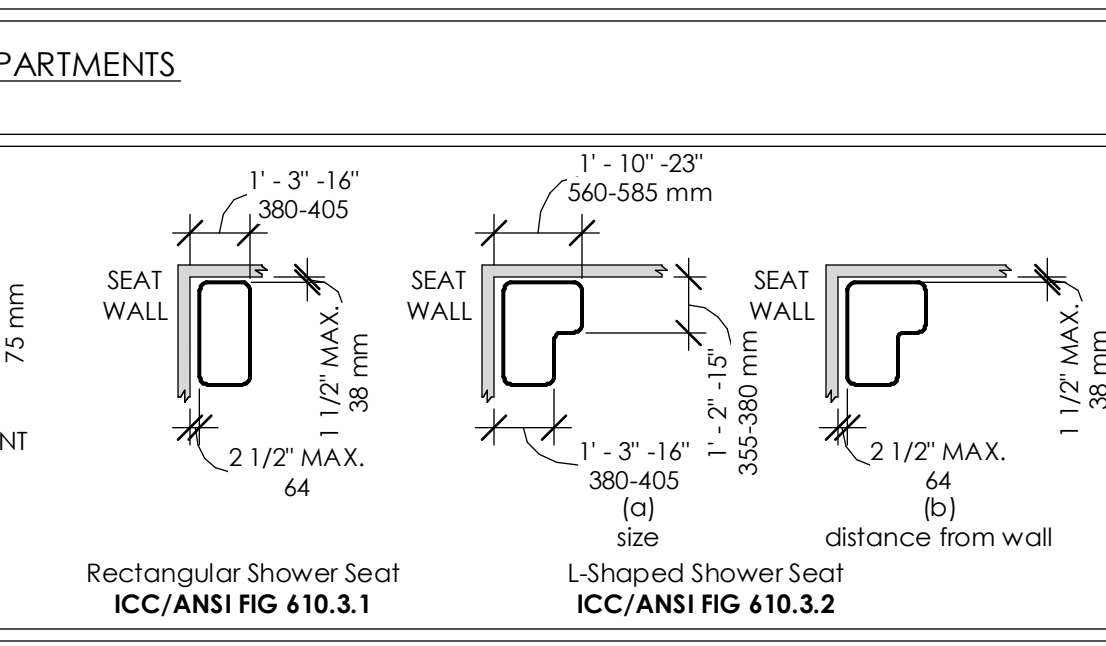 PARTMENTS
75 mm
NT
1' - 3" -16"
380-405
SEAT
WALL
1 1/2" MAX.
38 mm
2 1/2" MAX.
64
Rectangular Shower Seat
ICC/ANSI FIG 610.3.1
1' - 10" -23"
560-585 mm
SEAT
WALL
1' - 2" -15"
355-380 mm
1' - 3" -16"
380-405
(a)
size
SEAT
WALL
1 1/2" MAX.
38 mm
2 1/2" MAX.
64
(b)
distance from wall
L-Shaped Shower Seat
ICC/ANSI FIG 610.3.2